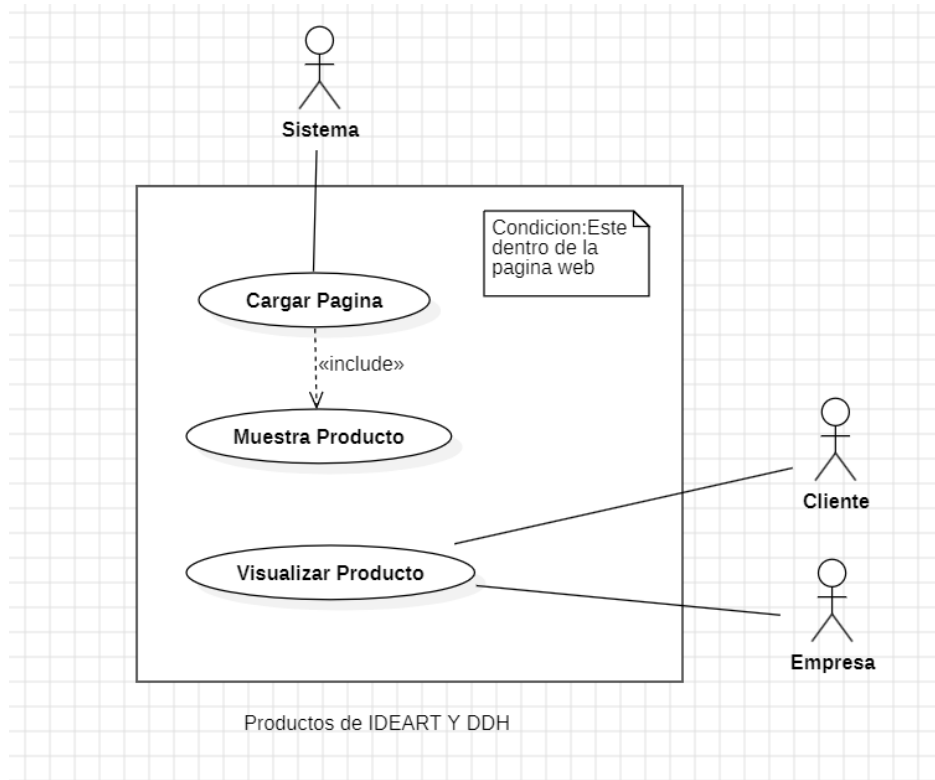 Sistema
Condicion:Este
dentro de la
pagina web
Cargar Pagina
«include»
Muestra Producto
Cliente
Visualizar Producto
Empresa
Productos de IDEART Y DDH